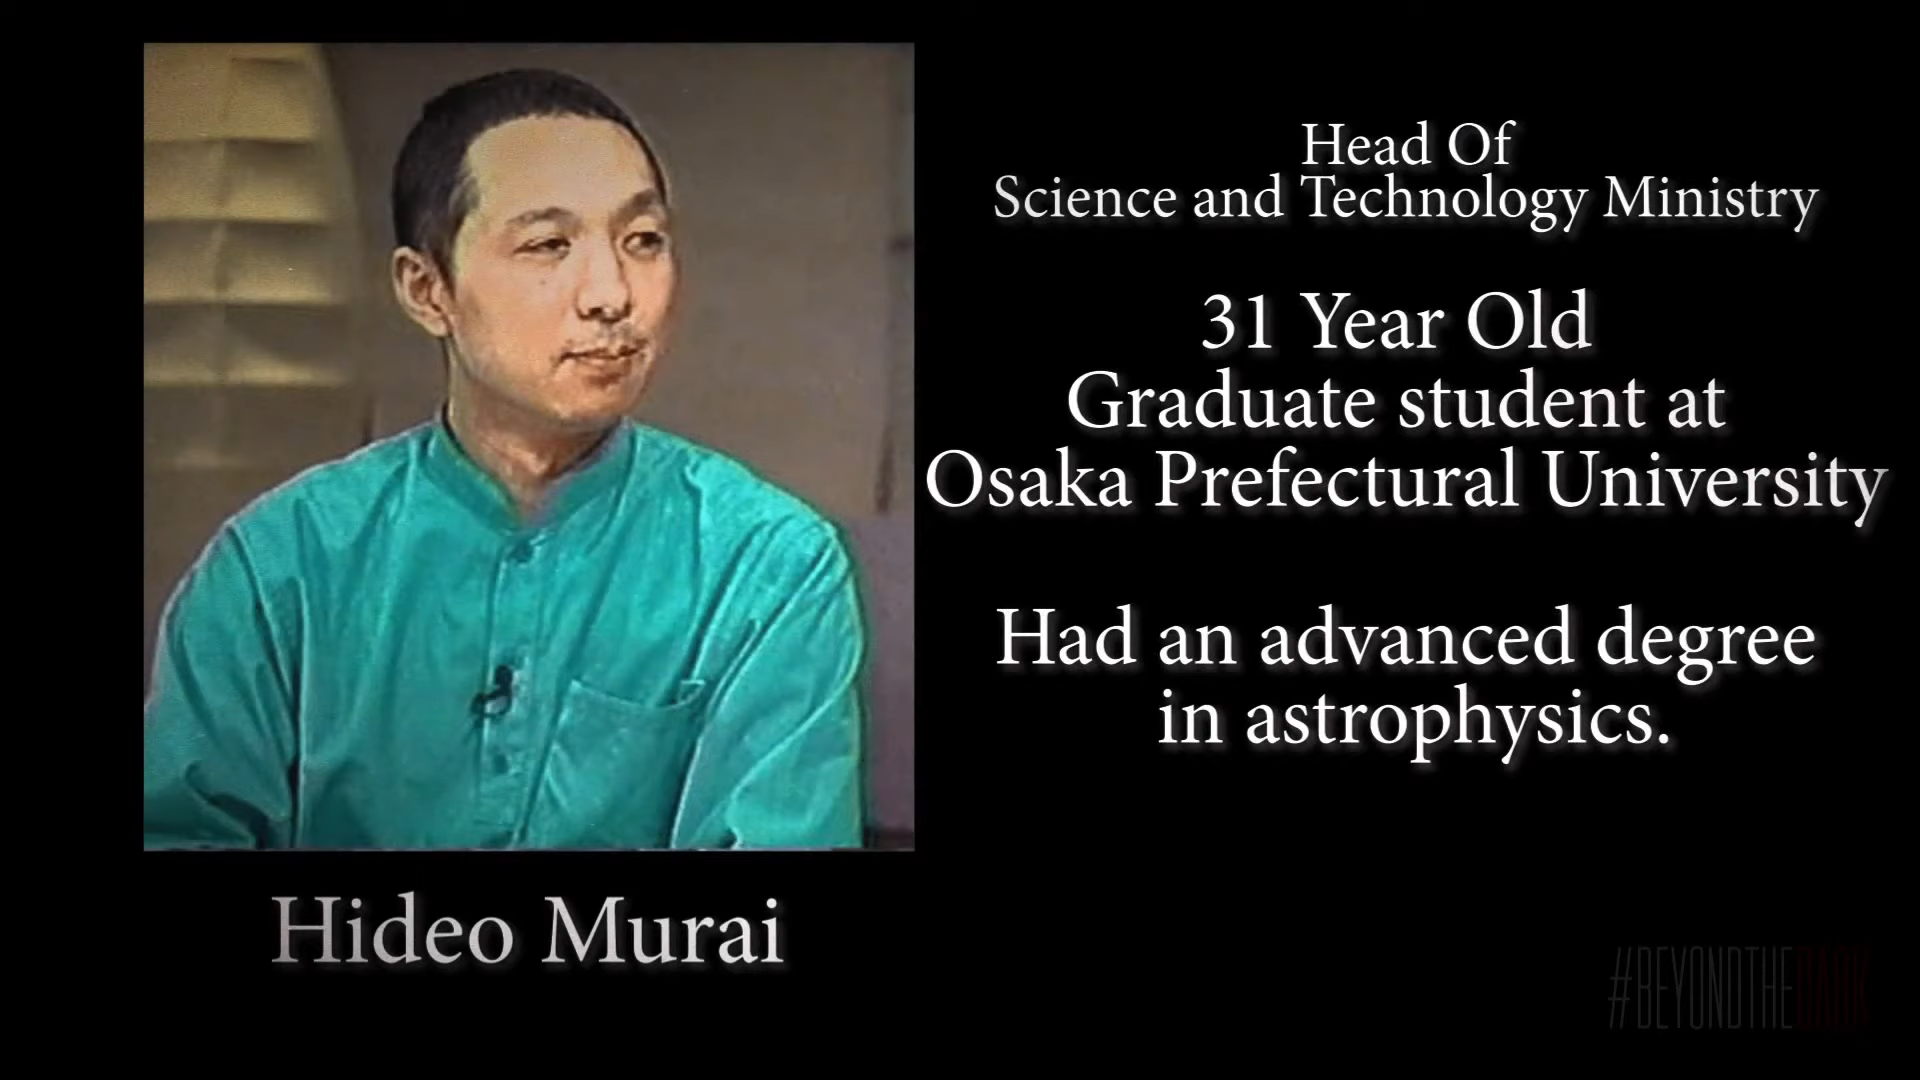 Head Of
Science and Technology Ministry
31 Year Old
Graduate student at
Osaka Prefectural University
Had an advanced degree
in astrophysics.
Hideo Murai
#BEYONDTHEDARK